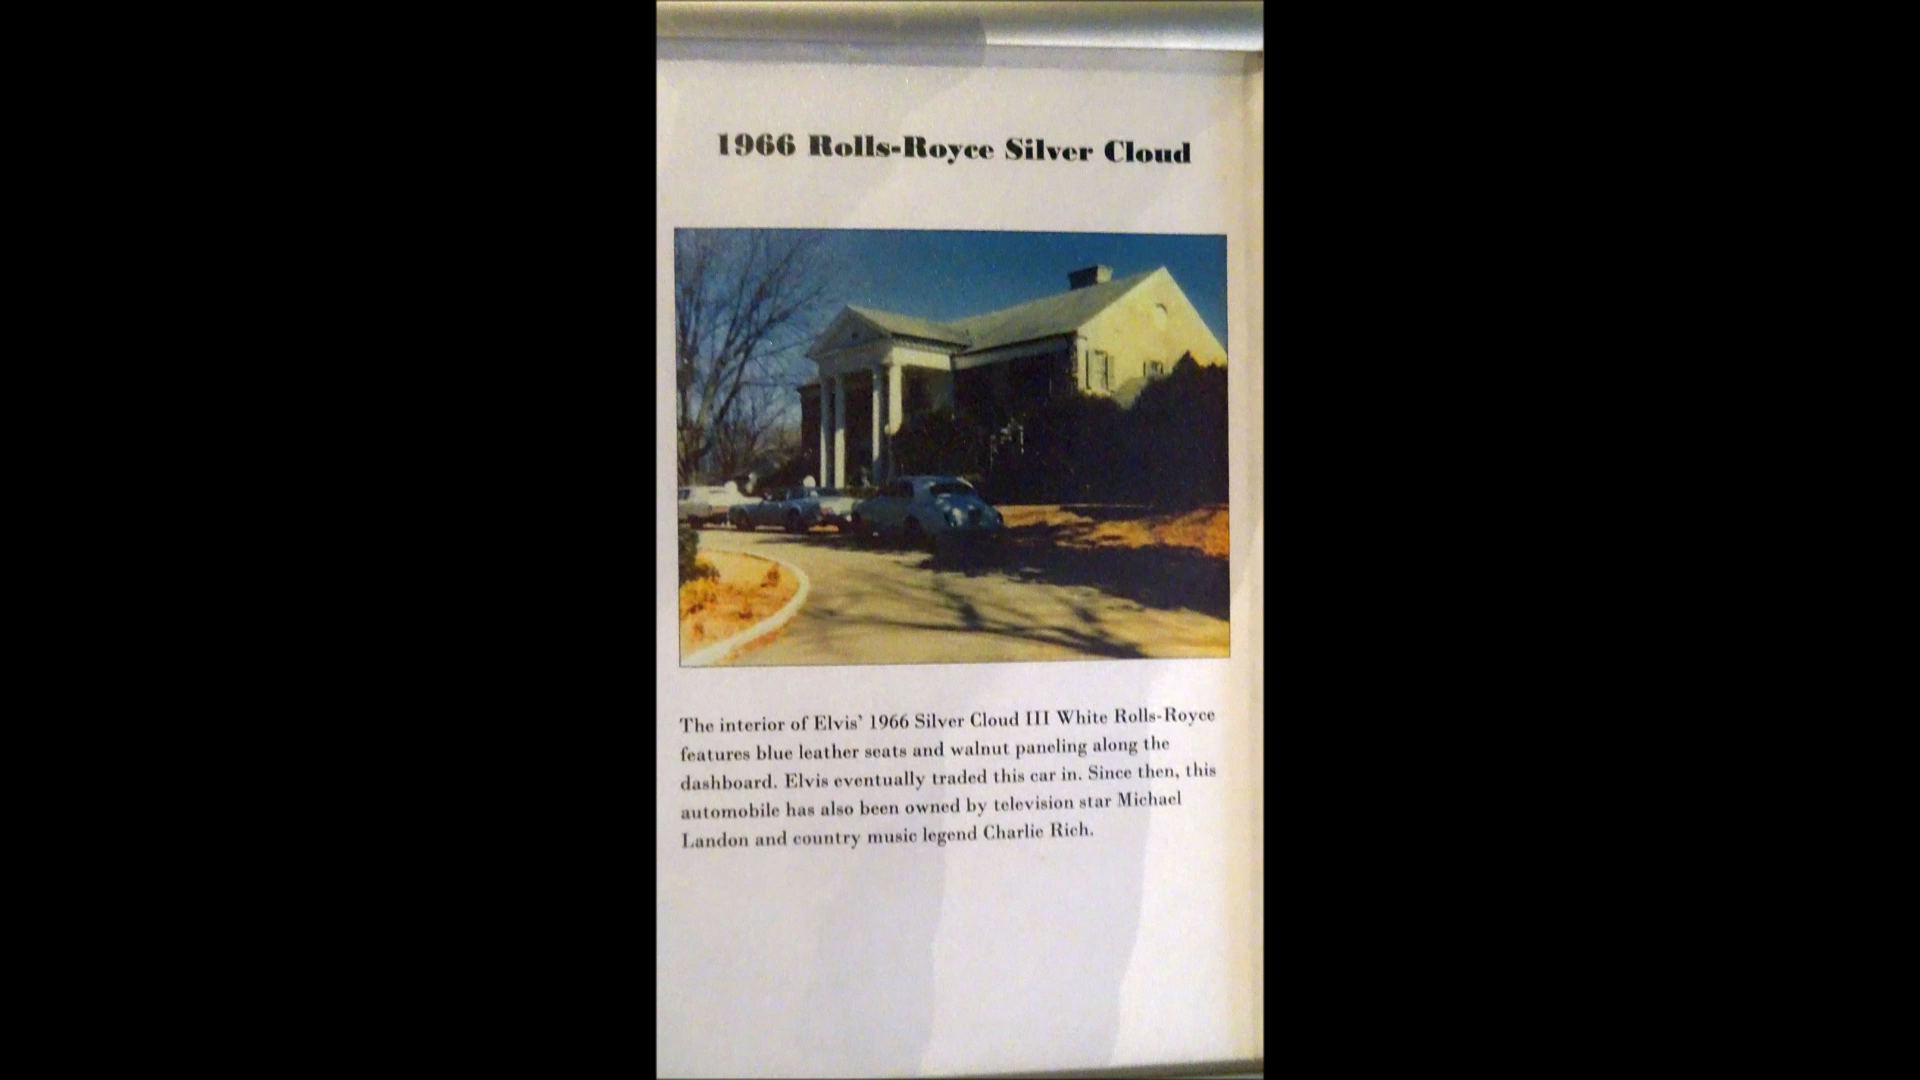 1966 Rolls-Royce Silver Cloud
The interior of Elvis’ 1966 Silver Cloud III White Rolls-Royce
features blue leather seats and walnut paneling along the
dashboard. Elvis eventually traded this car in. Since then, this
automobile has also been owned by television star Michael
Landon and country music legend Charlie Rich.